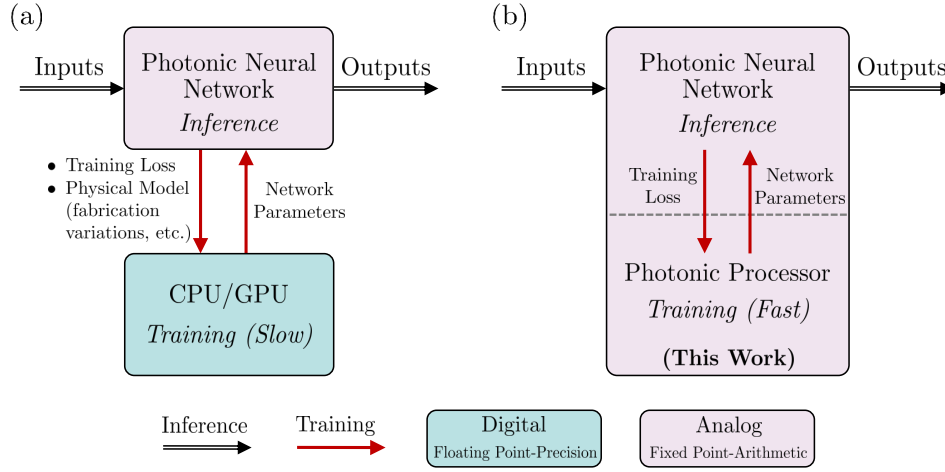 (a)
Inputs
Photonic Neural
Network
Inference
Outputs
• Training Loss
• Physical Model
(fabrication
variations, etc.)
Network
Parameters
CPU/GPU
Training (Slow)
(b)
Inputs
Photonic Neural
Network
Inference
Outputs
Training
Loss
Network
Parameters
Photonic Processor
Training (Fast)
(This Work)
Inference
Training
Digital
Floating Point-Precision
Analog
Fixed Point-Arithmetic